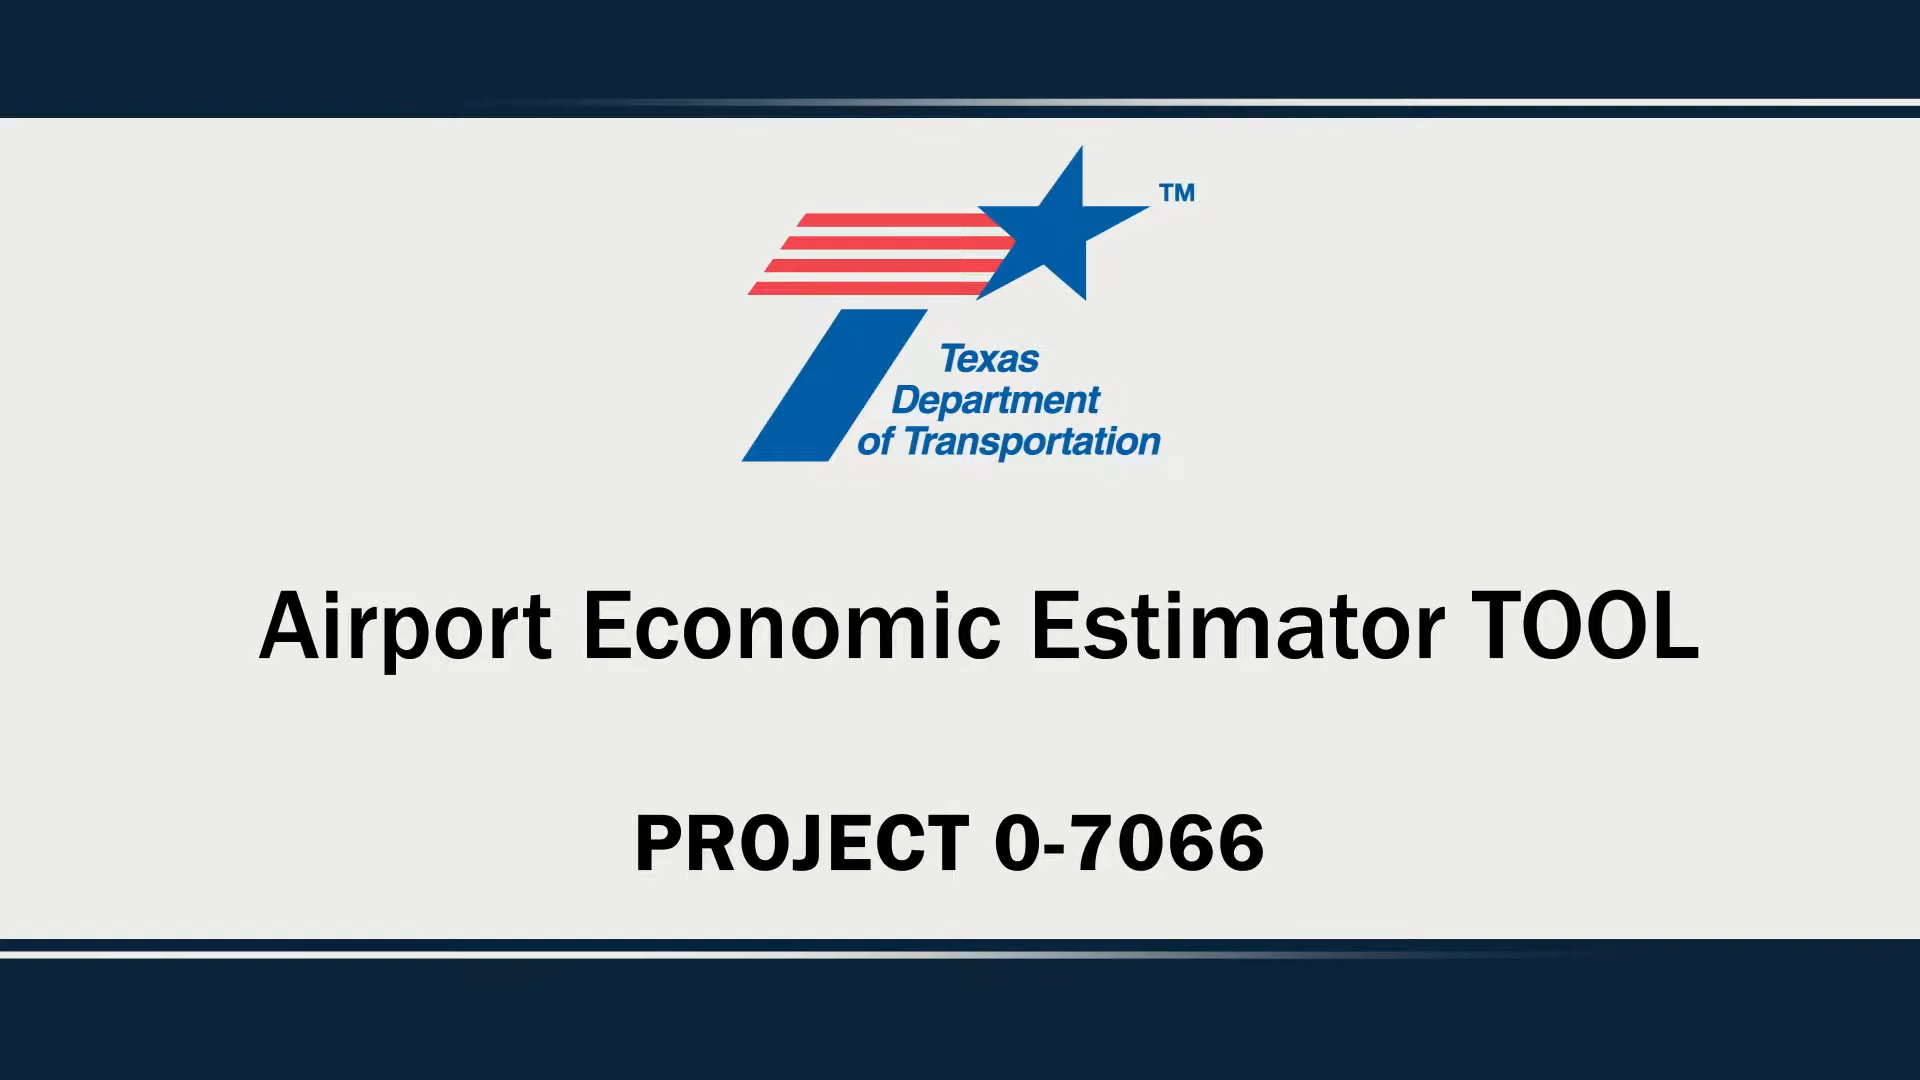 TM
Texas
Department
of Transportation
Airport Economic Estimator TOOL
PROJECT 0-7066